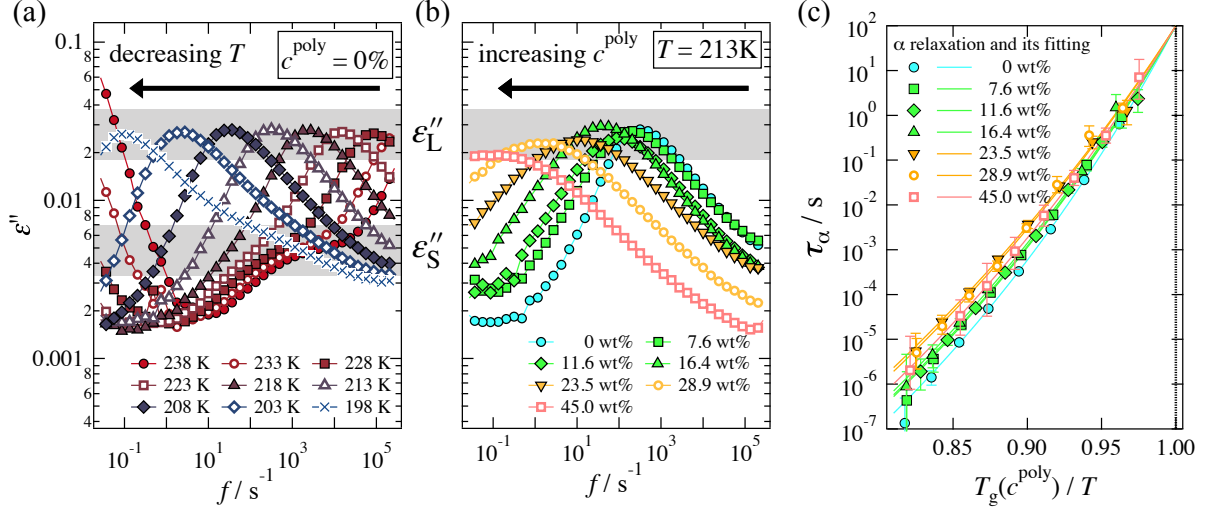 (a)
decreasing T
c^poly = 0%
0.1
8
6
4
2
0.01
8
6
4
2
0.001
8
6
4
ε''
238 K 233 K 228 K
223 K 218 K 213 K
208 K 203 K 198 K
10^-1 10^1 10^3 10^5
f / s^-1
(b)
increasing c^poly
T = 213K
ε''_L
ε''_S
0 wt% 7.6 wt%
11.6 wt% 16.4 wt%
23.5 wt% 28.9 wt%
45.0 wt%
10^-1 10^1 10^3 10^5
f / s^-1
(c)
α relaxation and its fitting
0 wt%
7.6 wt%
11.6 wt%
16.4 wt%
23.5 wt%
28.9 wt%
45.0 wt%
10^2
10^1
10^0
10^-1
10^-2
10^-3
10^-4
10^-5
10^-6
10^-7
τ_α / s
0.85 0.90 0.95 1.00
T_g(c^poly) / T